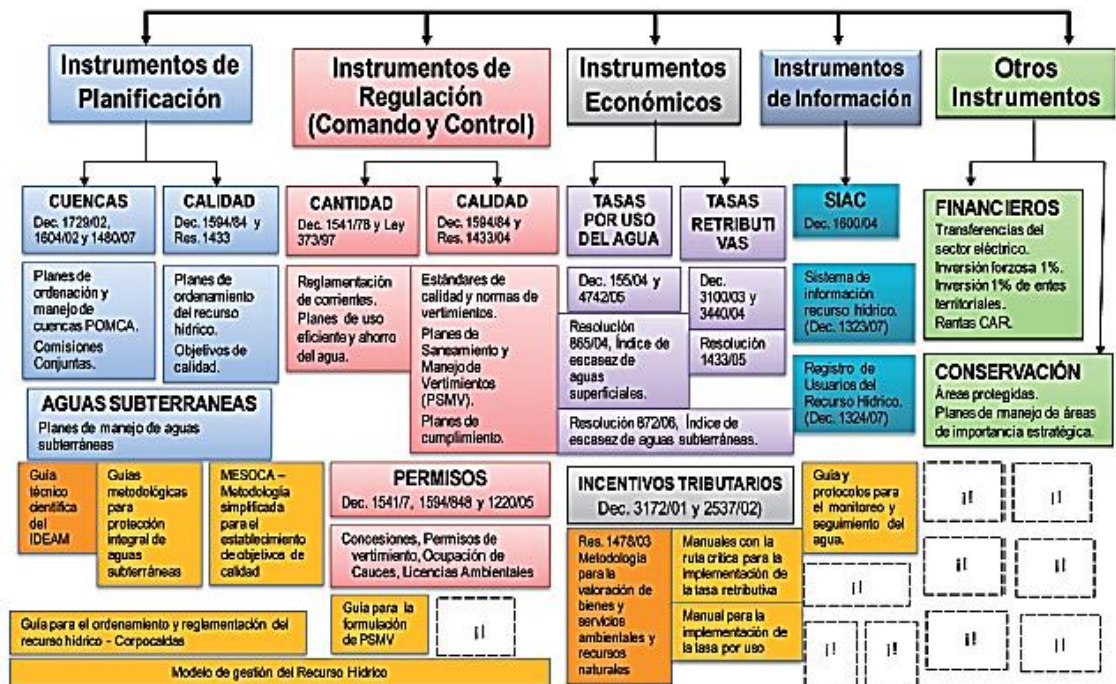 Instrumentos de
Planificación
Instrumentos de
Regulación
(Comando y Control)
Instrumentos
Económicos
Instrumentos
de Información
Otros
Instrumentos
CUENCAS
Dec. 1729/02,
1604/02 y 1480/07
Planes de
ordenación y
manejo de
cuencas POMCA.
Comisiones
Conjuntas.
CALIDAD
Dec. 1594/84 y
Res. 1433
Planes de
ordenamiento
del recurso
hídrico.
Objetivos de
calidad.
AGUAS SUBTERRANEAS
Planes de manejo de aguas
subterráneas
CANTIDAD
Dec. 1541/78 y Ley
373/97
Reglamentación
de corrientes.
Planes de uso
eficiente y ahorro
del agua.
CALIDAD
Dec. 1594/84 y
Res. 1433/04
Estándares de
calidad y normas de
vertimientos.
Planes de
Saneamiento y
Manejo de
Vertimientos
(PSMV).
Planes de
cumplimiento.
TASAS
POR USO
DEL AGUA
Dec. 155/04 y
4742/05
Resolución
865/04, Índice de
escasez de
aguas
superficiales.
TASAS
RETRIBUTI
VAS
Dec.
3100/03 y
3440/04
Resolución
1433/05
Resolución 872/06, Índice de
escasez de aguas subterráneas.
SIAC
Dec. 1600/04
Sistema de
información
recurso hídrico.
(Dec. 1323/07)
Registro de
Usuarios del
Recurso Hídrico.
(Dec. 1324/07)
FINANCIEROS
Transferencias del
sector eléctrico.
Inversión forzosa 1%.
Inversión 1% de entes
territoriales.
Rentas CAR.
CONSERVACIÓN
Áreas protegidas.
Planes de manejo de áreas
de importancia estratégica.
Guía
técnico
científica
del
IDEAM
Guías
metodológicas
para
protección
integral de
aguas
subterráneas
MESOCA –
Metodología
simplificada
para el
establecimiento
de objetivos de
calidad
PERMISOS
Dec. 1541/7, 1594/848 y 1220/05
Concesiones, Permisos de
vertimiento, Ocupación de
Cauces, Licencias Ambientales
INCENTIVOS TRIBUTARIOS
Dec. 3172/01 y 2537/02)
Res. 1478/03
Metodología
para la
valoración de
bienes y
servicios
ambientales y
recursos
naturales
Manuales con la
ruta crítica para la
implementación de
la tasa retributiva
Manual para la
implementación de
la tasa por uso
Guía y
protocolos para
el monitoreo y
seguimiento del
agua.
Guía para el ordenamiento y reglamentación del
recurso hídrico - Corpocaldas
Guía para la
formulación
de PSMV
Modelo de gestión del Recurso Hídrico
¡!
¡!
¡!
¡!
¡!
¡!
¡!
¡!
¡!
¡!